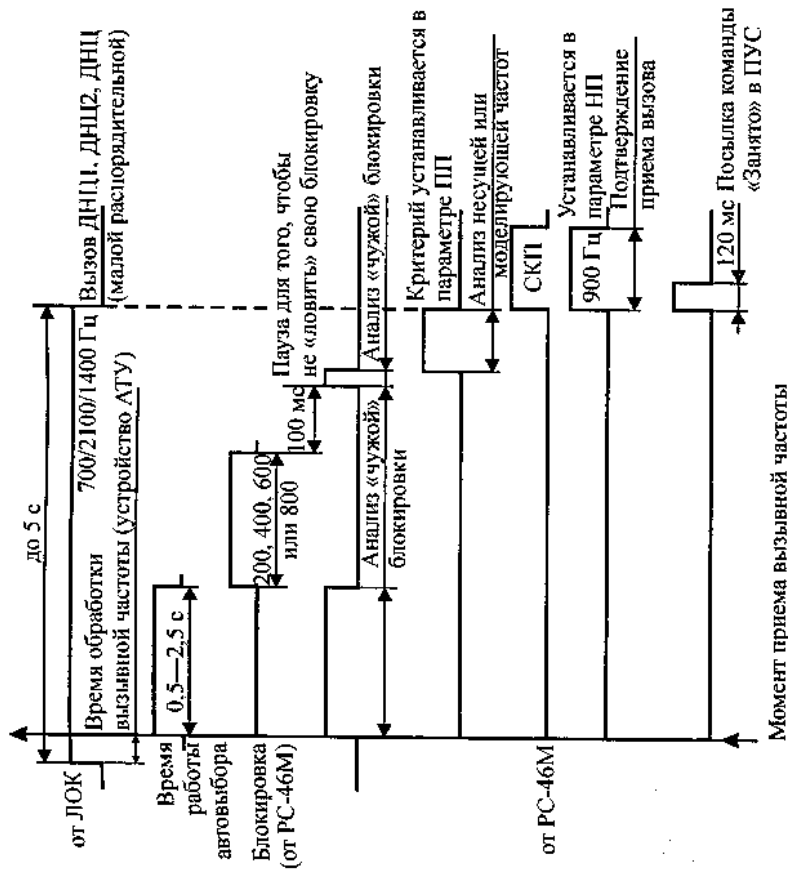 до 5 с
от ЛОК
700/2100/1400 Гц
Вызов ДНЦ1, ДНЦ2, ДНЦ
(малой распорядительной)
Время обработки
вызывной частоты (устройство АТУ)
Время
работы
автовыбора
0,5—2,5 с
Блокировка
(от РС-46М)
200, 400, 600
или 800
100 мс
Пауза для того, чтобы
не «ловить» свою блокировку
Анализ «чужой»
блокировки
Анализ «чужой» блокировки
Критерий устанавливается в
параметре ПП
Анализ несущей или
моделирующей частот
от РС-46М
СКП
900 Гц
Устанавливается в
параметре НП
Подтверждение
приема вызова
120 мс
Посылка команды
«Занято» в ПУС
Момент приема вызывной частоты